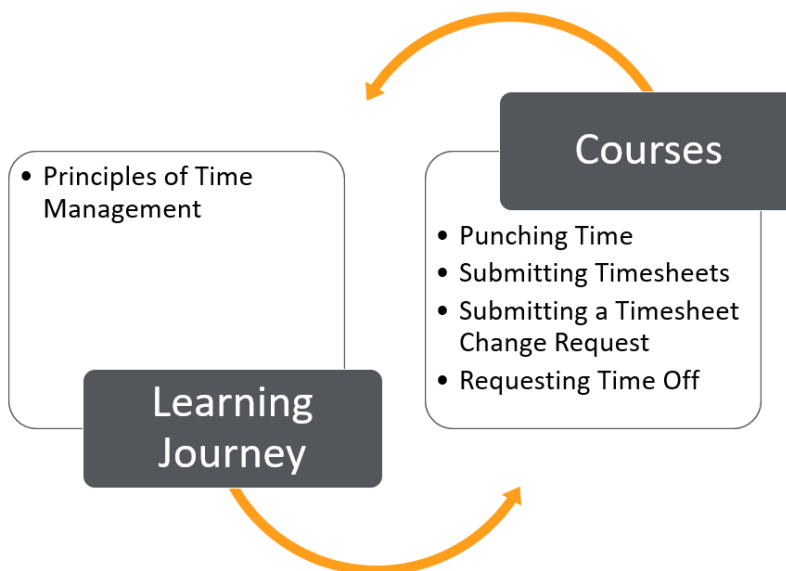 • Principles of Time
Management
Learning
Journey
Courses
• Punching Time
• Submitting Timesheets
• Submitting a Timesheet
Change Request
• Requesting Time Off